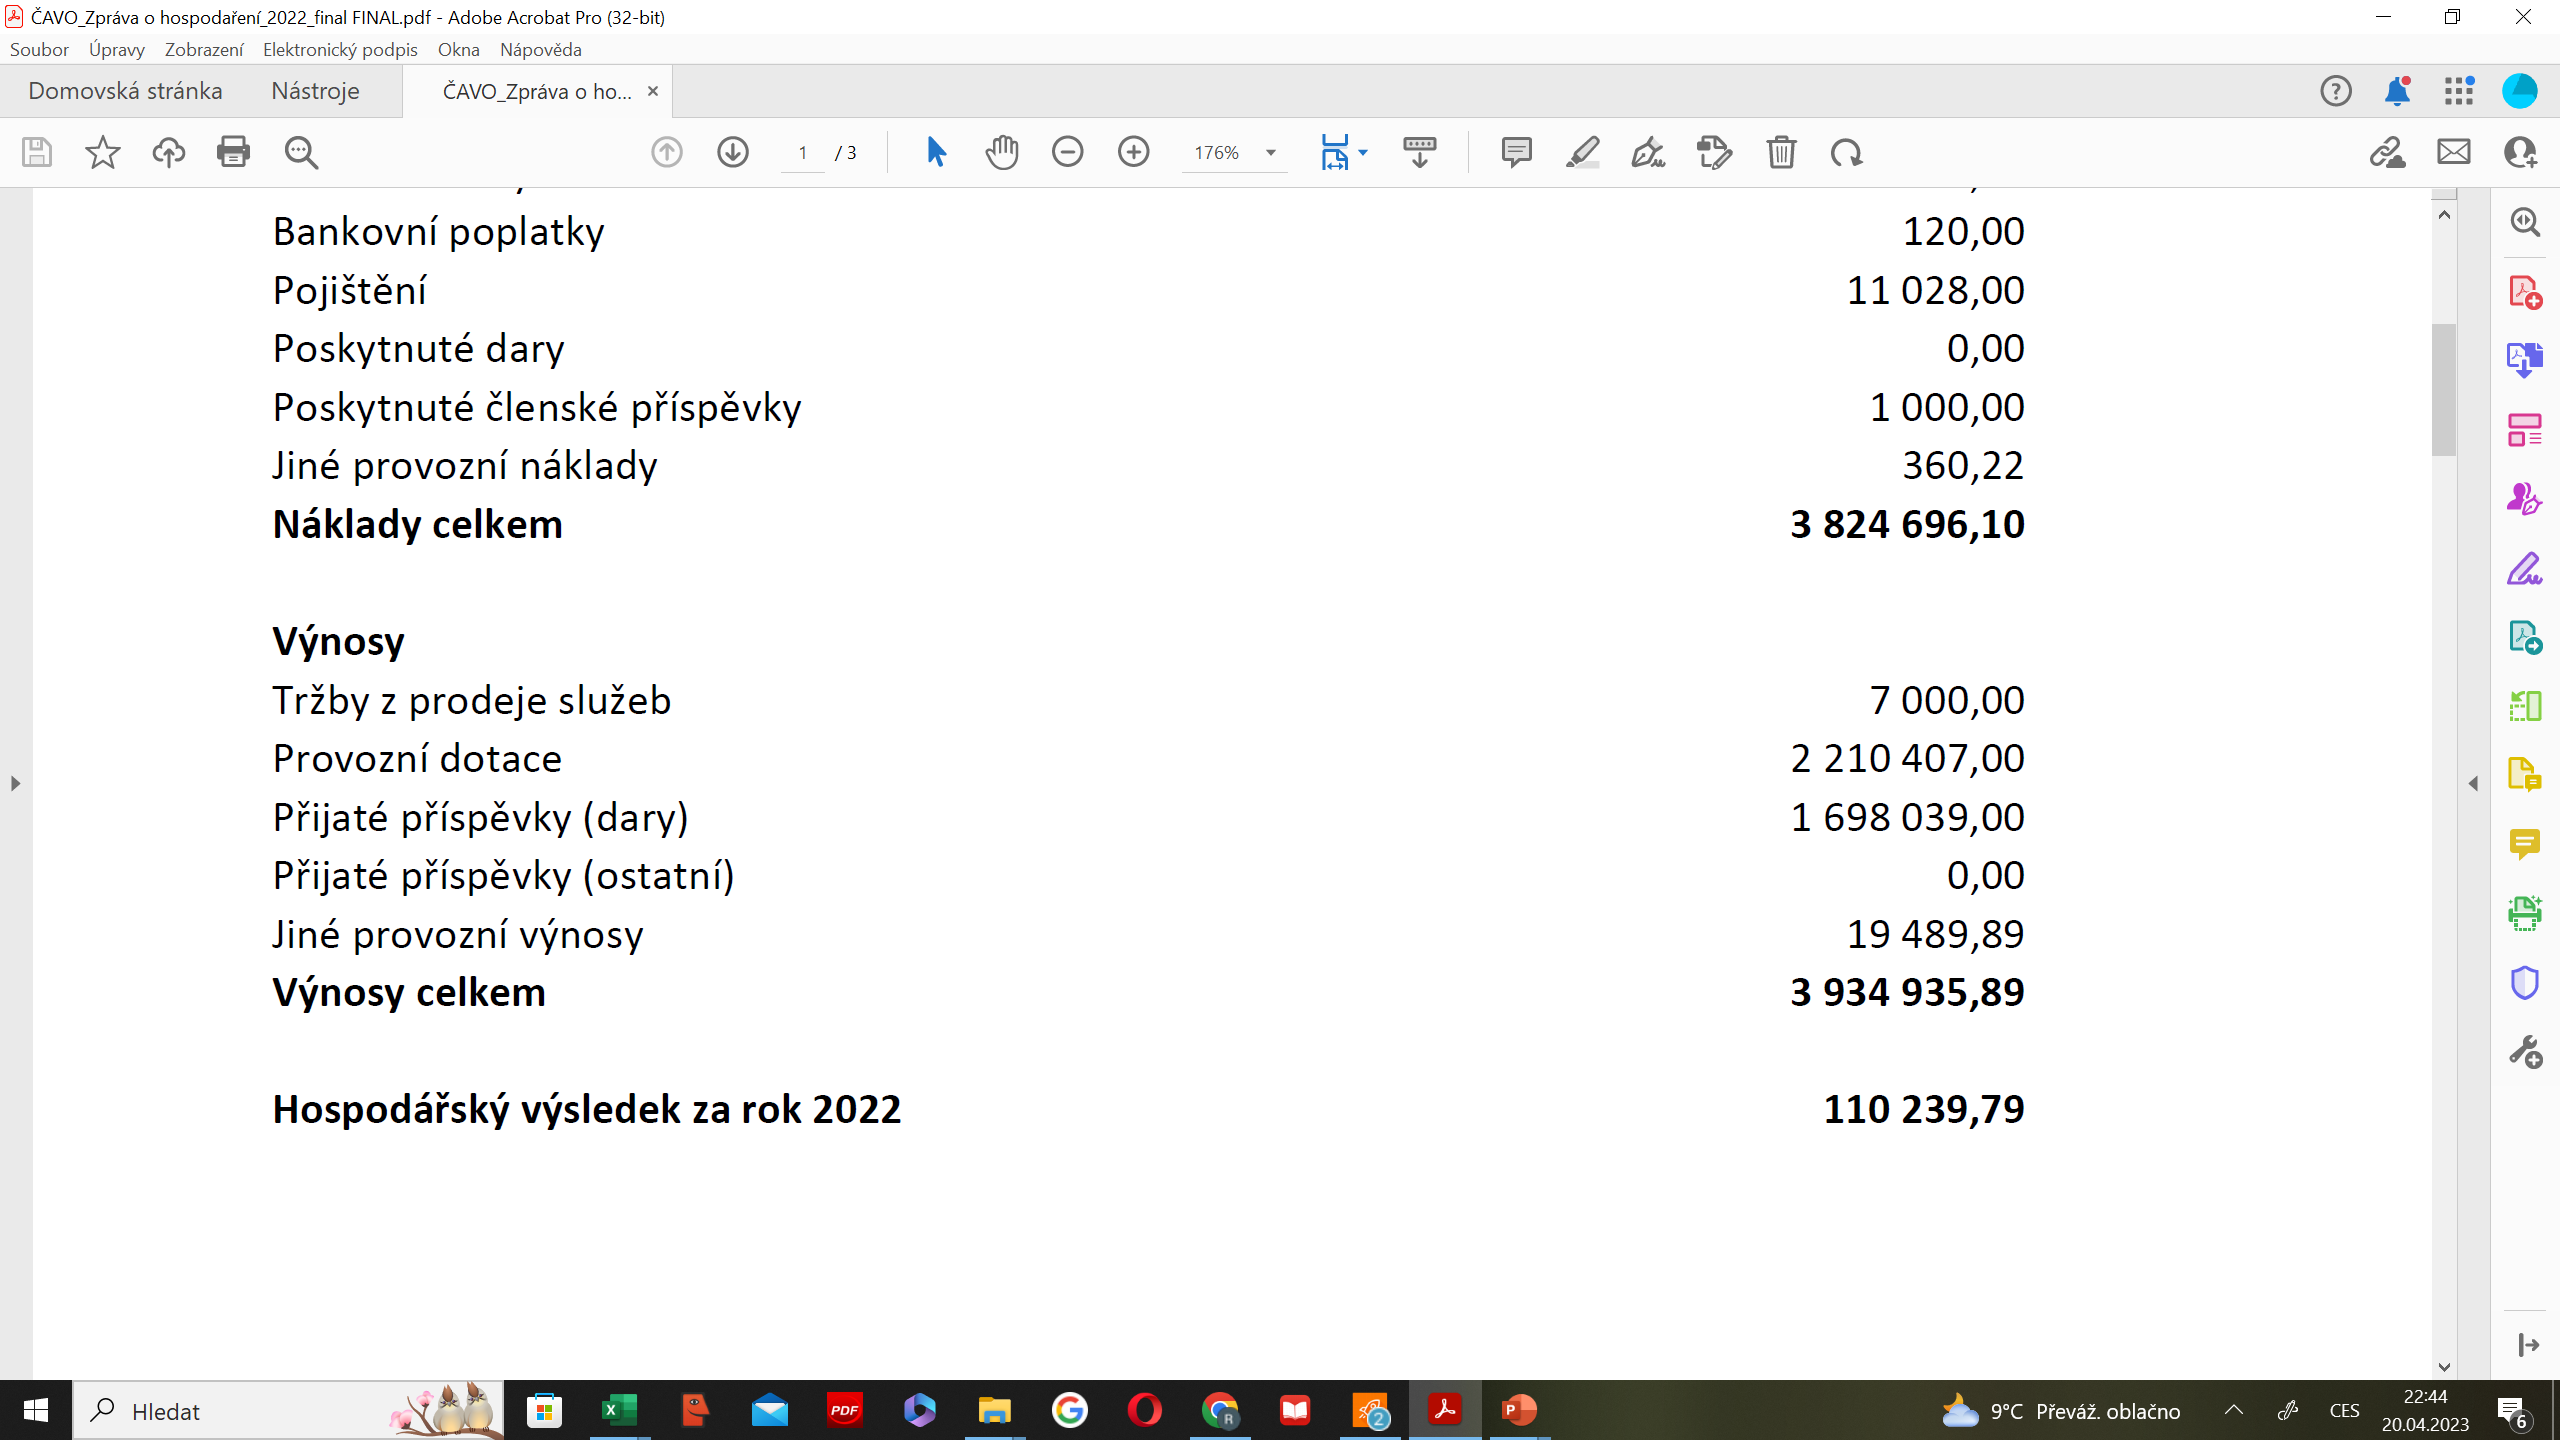 ČAVO_Zpráva o hospodaření_2022_final FINAL.pdf - Adobe Acrobat Pro (32-bit)
Soubor Úpravy Zobrazení Elektronický podpis Okna Nápověda
Domovská stránka Nástroje ČAVO_Zpráva o ho... ×
1 / 3 176%
Bankovní poplatky 120,00
Pojištění 11 028,00
Poskytnuté dary 0,00
Poskytnuté členské příspěvky 1 000,00
Jiné provozní náklady 360,22
Náklady celkem 3 824 696,10
Výnosy
Tržby z prodeje služeb 7 000,00
Provozní dotace 2 210 407,00
Přijaté příspěvky (dary) 1 698 039,00
Přijaté příspěvky (ostatní) 0,00
Jiné provozní výnosy 19 489,89
Výnosy celkem 3 934 935,89
Hospodářský výsledek za rok 2022 110 239,79
Hledat PDF R 2 P 9°C Převáž. oblačno CES 22:44
20.04.2023 6